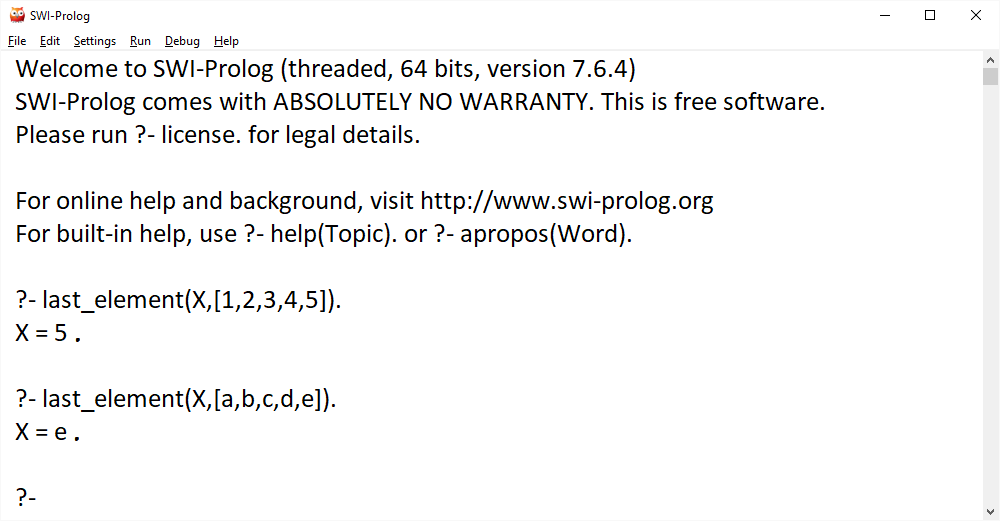 SWI-Prolog
File Edit Settings Run Debug Help
Welcome to SWI-Prolog (threaded, 64 bits, version 7.6.4)
SWI-Prolog comes with ABSOLUTELY NO WARRANTY. This is free software.
Please run ?- license. for legal details.
For online help and background, visit http://www.swi-prolog.org
For built-in help, use ?- help(Topic). or ?- apropos(Word).
?- last_element(X,[1,2,3,4,5]).
X = 5 .
?- last_element(X,[a,b,c,d,e]).
X = e .
?-